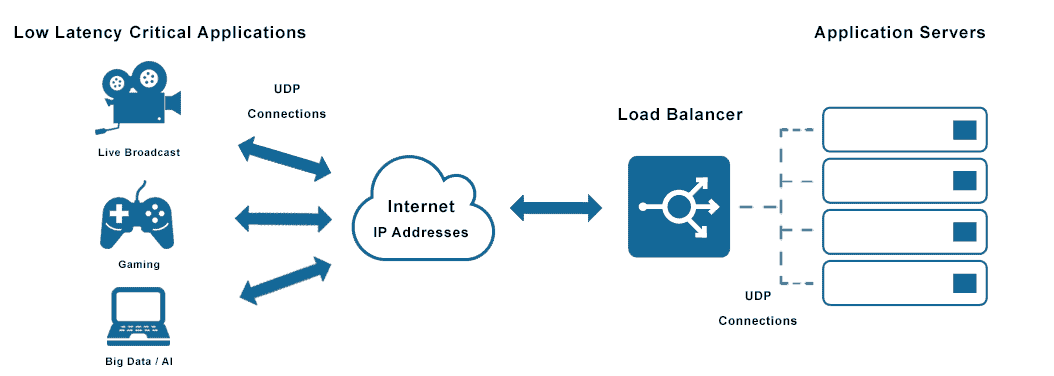 Low Latency Critical Applications
Application Servers
UDP
Connections
Live Broadcast
Load Balancer
Internet
IP Addresses
Gaming
UDP
Connections
Big Data / AI